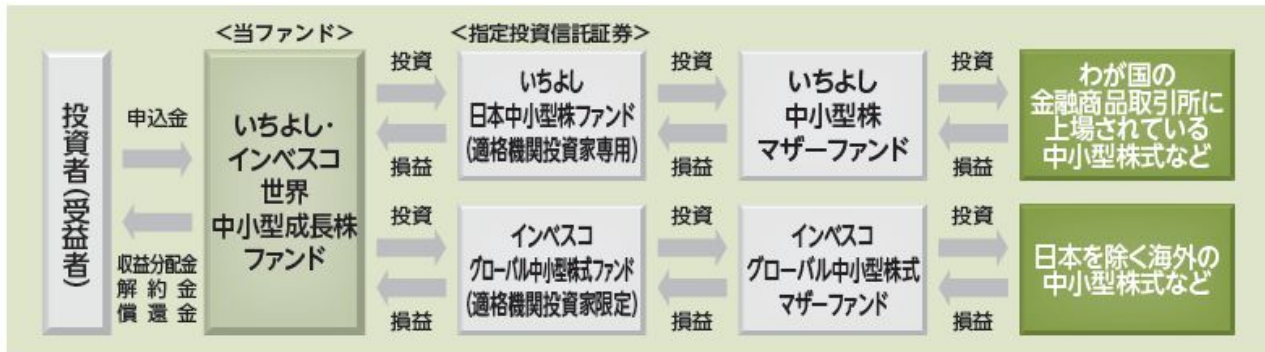 <当ファンド>
<指定投資信託証券>
投資者(受益者)
申込金
収益分配金
解約金
償還金
いちよし・
インベスコ
世界
中小型成長株
ファンド
投資
損益
いちよし
日本中小型株ファンド
(適格機関投資家専用)
投資
損益
いちよし
中小型株
マザーファンド
投資
損益
わが国の
金融商品取引所に
上場されている
中小型株式など
投資
損益
インベスコ
グローバル中小型株式ファンド
(適格機関投資家限定)
投資
損益
インベスコ
グローバル中小型株式
マザーファンド
投資
損益
日本を除く海外の
中小型株式など